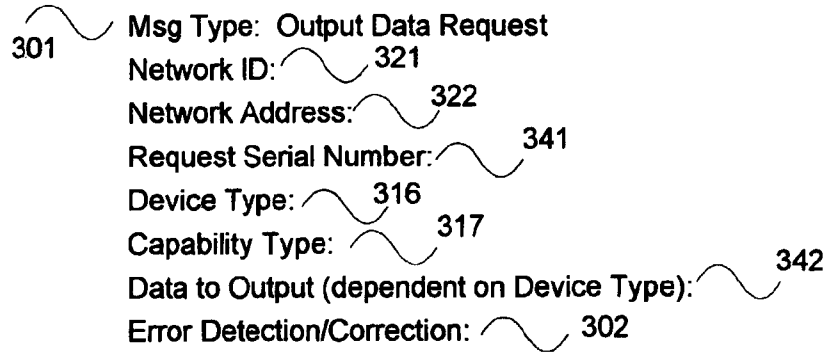 301 Msg Type: Output Data Request
Network ID: 321
Network Address: 322
Request Serial Number: 341
Device Type: 316
Capability Type: 317
Data to Output (dependent on Device Type): 342
Error Detection/Correction: 302